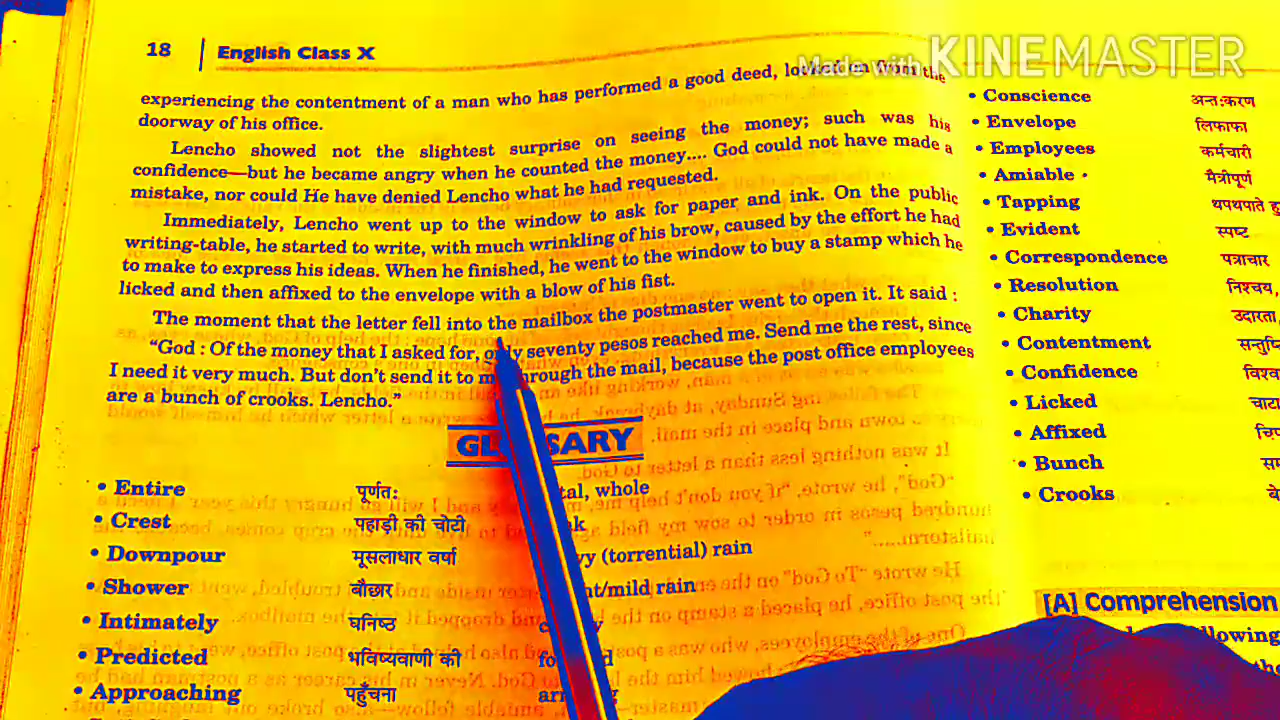 18 | English Class X
Made with KINEMASTER
experiencing the contentment of a man who has performed a good deed, looked on from the
doorway of his office.
Lencho showed not the slightest surprise on seeing the money; such was his
confidence—but he became angry when he counted the money.... God could not have made a
mistake, nor could He have denied Lencho what he had requested.
Immediately, Lencho went up to the window to ask for paper and ink. On the public
writing-table, he started to write, with much wrinkling of his brow, caused by the effort he had
to make to express his ideas. When he finished, he went to the window to buy a stamp which he
licked and then affixed to the envelope with a blow of his fist.
The moment that the letter fell into the mailbox the postmaster went to open it. It said :
“God : Of the money that I asked for, only seventy pesos reached me. Send me the rest, since
I need it very much. But don’t send it to me through the mail, because the post office employees
are a bunch of crooks. Lencho.”
GLOSSARY
• Entire पूर्णतः whole
• Crest पहाड़ी की चोटी
• Downpour मूसलाधार वर्षा (torrential) rain
• Shower बौछार mild rain
• Intimately घनिष्ठ
• Predicted भविष्यवाणी की
• Approaching पहुँचना
• Conscience अन्तःकरण
• Envelope लिफाफा
• Employees कर्मचारी
• Amiable • मैत्रीपूर्ण
• Tapping थपथपाते
• Evident स्पष्ट
• Correspondence पत्राचार
• Resolution निश्चय,
• Charity उदारता,
• Contentment
• Confidence
• Licked चाटा
• Affixed
• Bunch
• Crooks
[A] Comprehension